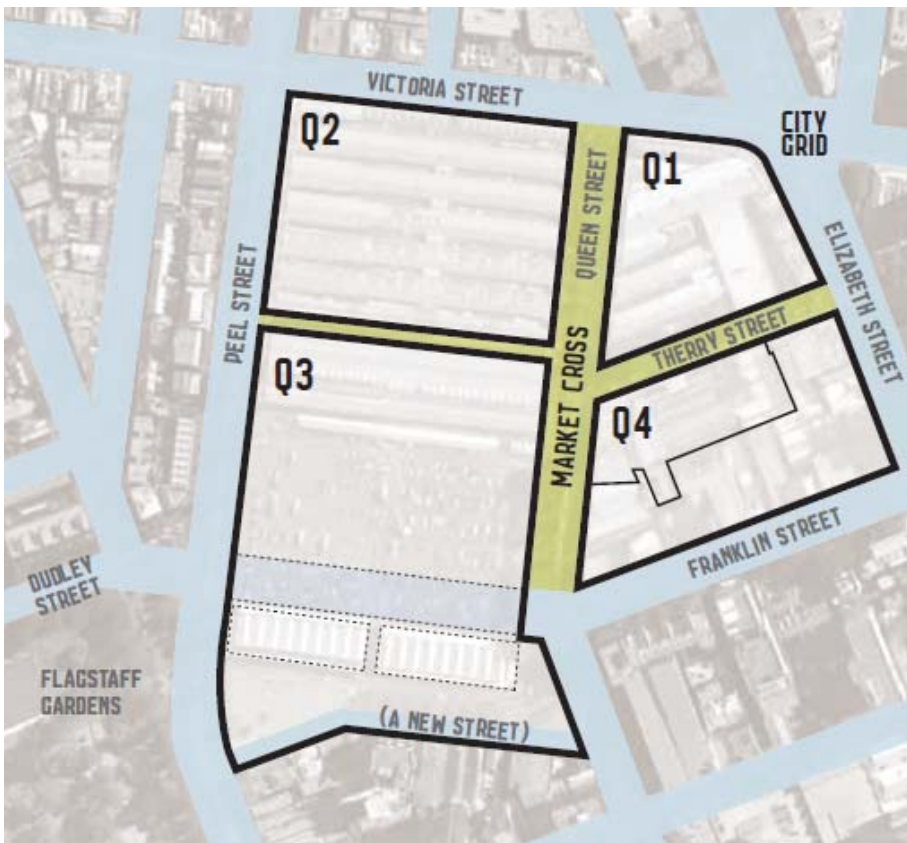 VICTORIA STREET
CITY
GRID
Q2
Q1
QUEEN STREET
ELIZABETH STREET
PEEL STREET
THERRY STREET
Q3
MARKET CROSS
Q4
FRANKLIN STREET
DUDLEY
STREET
FLAGSTAFF
GARDENS
(A NEW STREET)